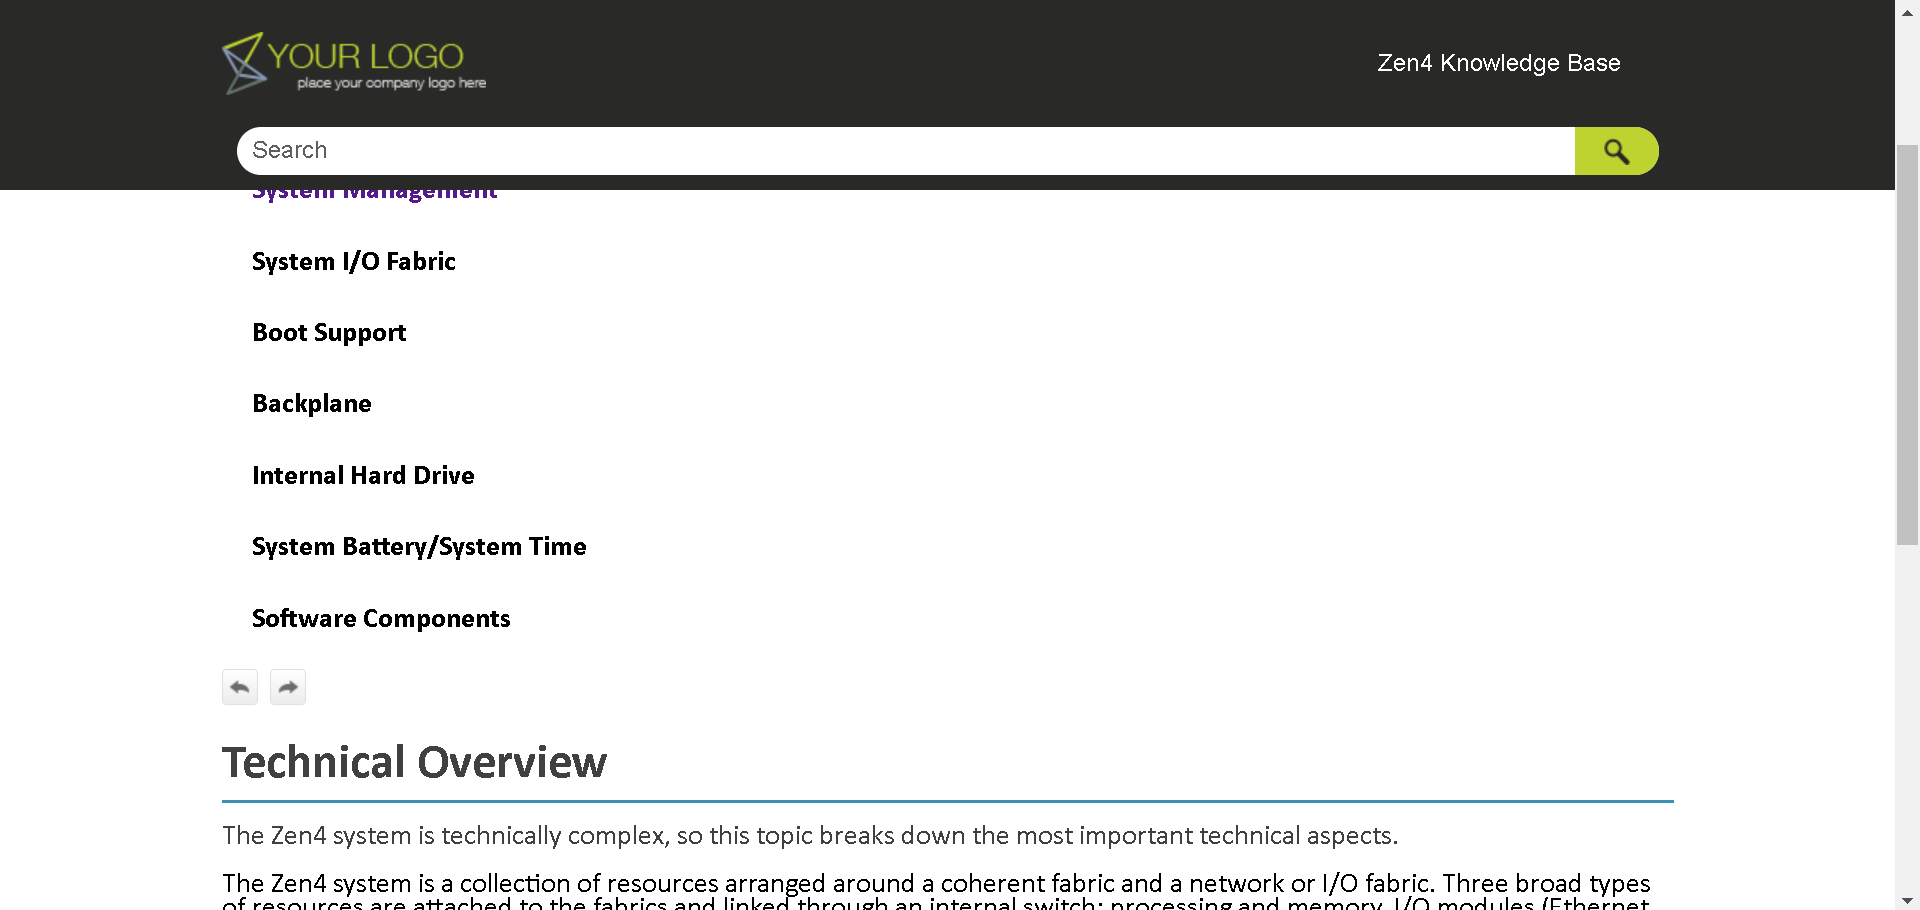 YOUR LOGO
place your company logo here
Zen4 Knowledge Base
Search
System Management
System I/O Fabric
Boot Support
Backplane
Internal Hard Drive
System Battery/System Time
Software Components
Technical Overview
The Zen4 system is technically complex, so this topic breaks down the most important technical aspects.
The Zen4 system is a collection of resources arranged around a coherent fabric and a network or I/O fabric. Three broad types
of resources are attached to the fabrics and linked through an internal switch: processing and memory, I/O modules (Ethernet